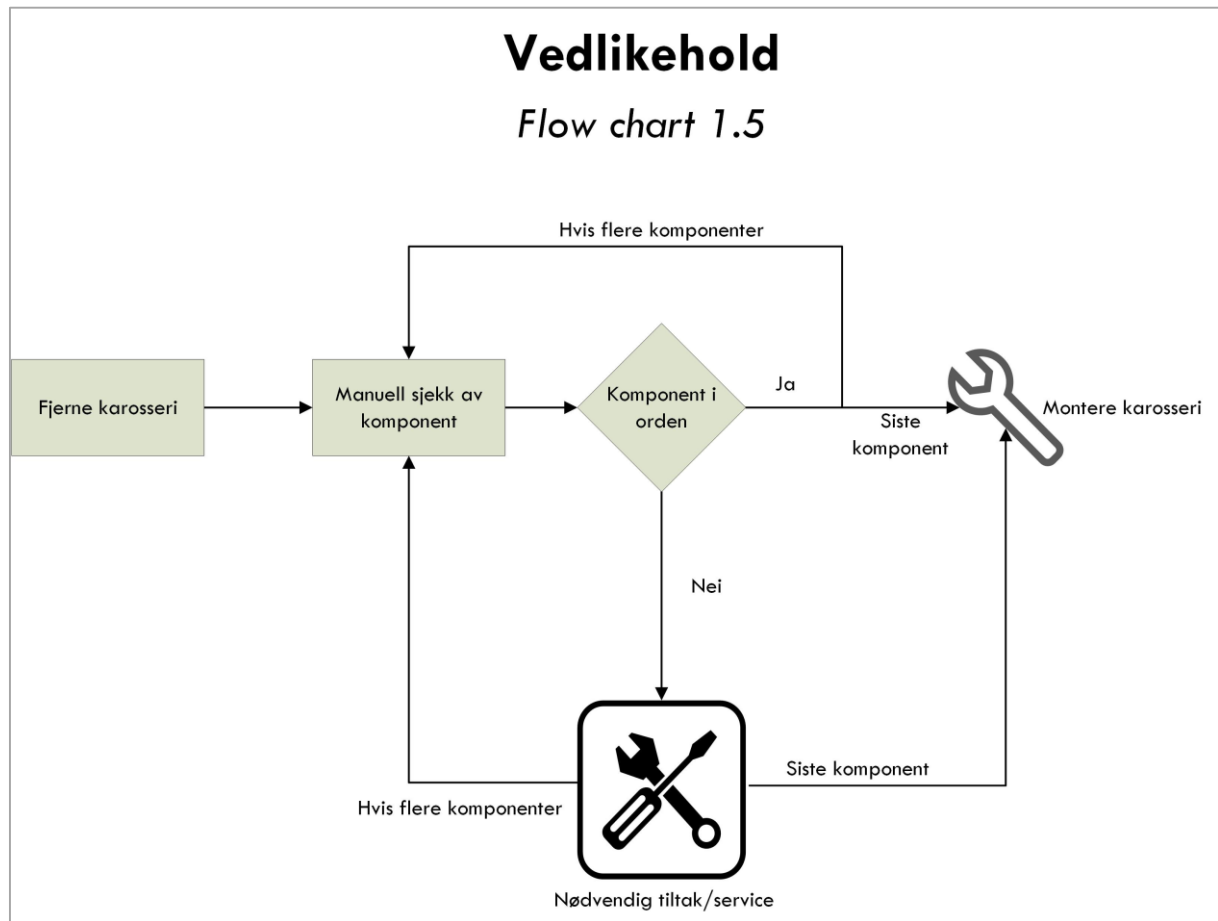 Vedlikehold
Flow chart 1.5
Hvis flere komponenter
Fjerne karosseri
Manuell sjekk av
komponent
Komponent i
orden
Ja
Siste
komponent
Montere karosseri
Nei
Hvis flere komponenter
Siste komponent
Nødvendig tiltak/service